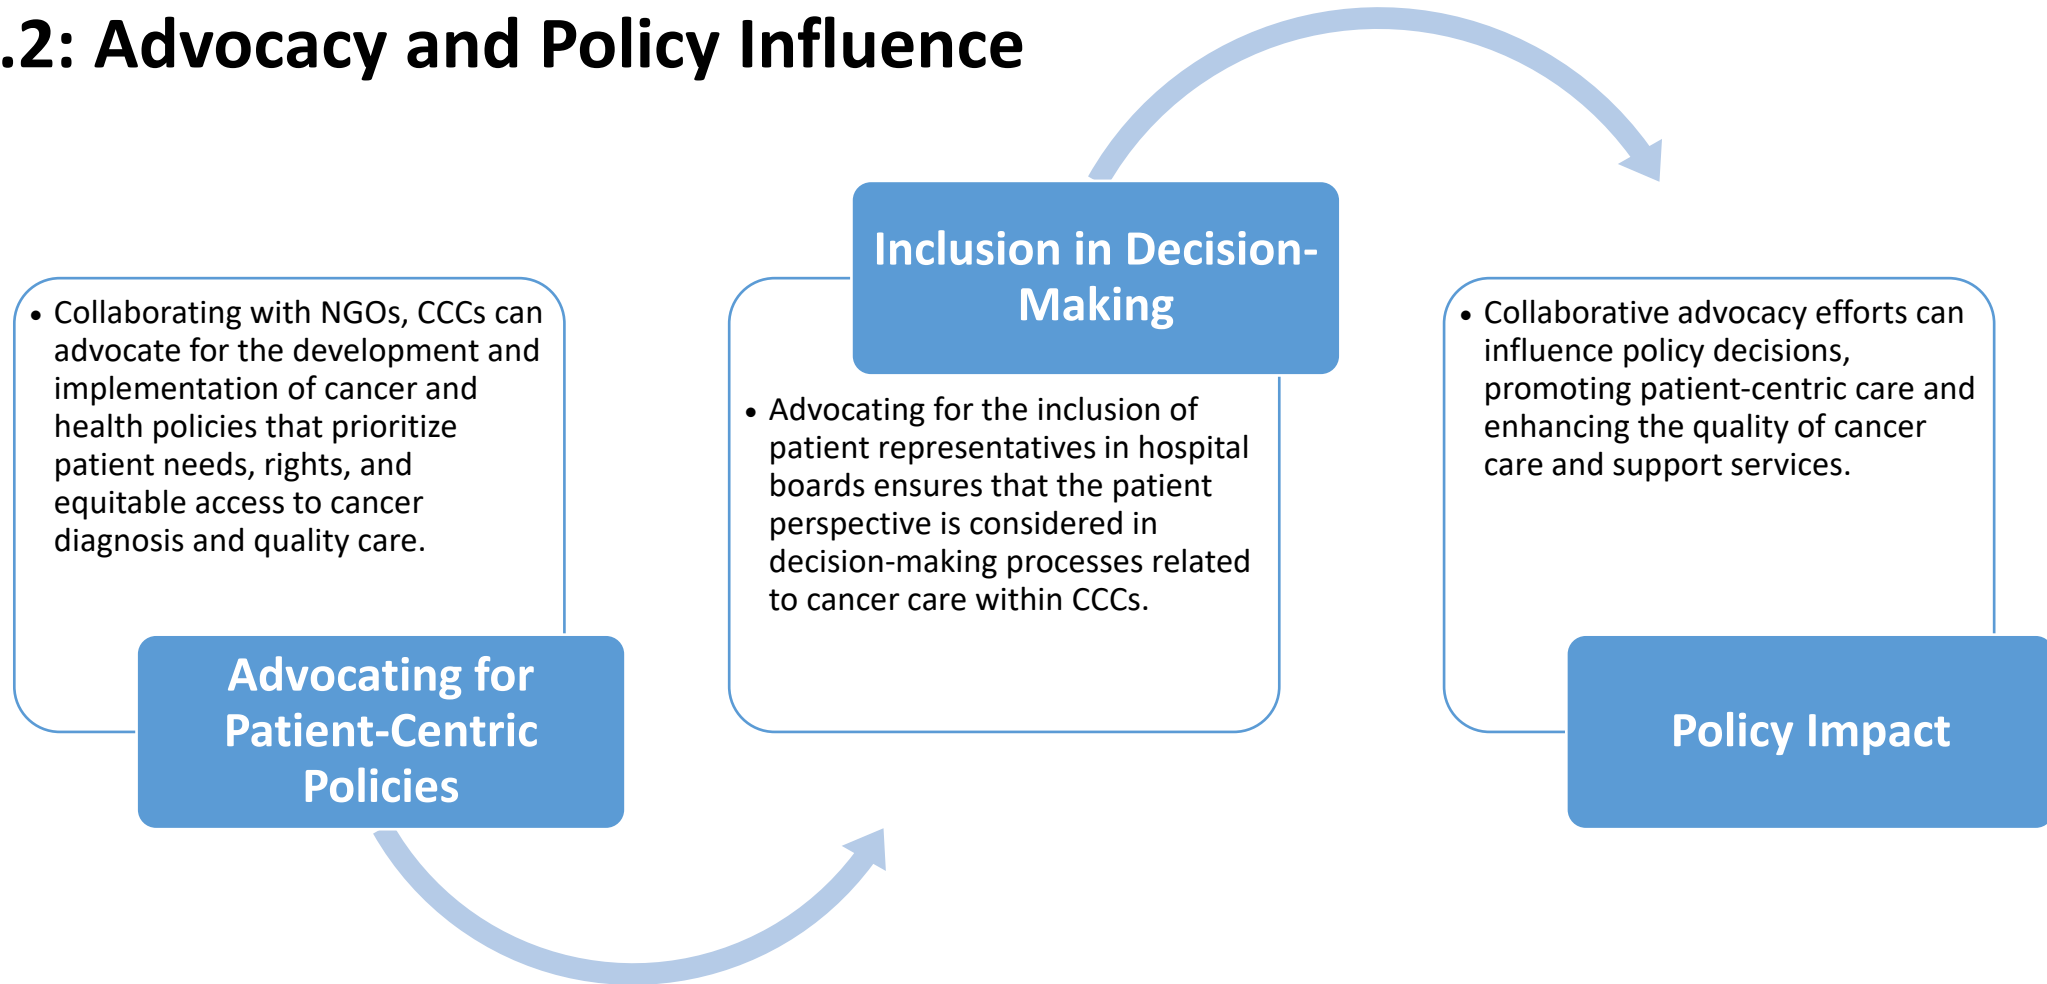 .2: Advocacy and Policy Influence
• Collaborating with NGOs, CCCs can
advocate for the development and
implementation of cancer and
health policies that prioritize
patient needs, rights, and
equitable access to cancer
diagnosis and quality care.
Advocating for
Patient-Centric
Policies
Inclusion in Decision-
Making
• Advocating for the inclusion of
patient representatives in hospital
boards ensures that the patient
perspective is considered in
decision-making processes related
to cancer care within CCCs.
• Collaborative advocacy efforts can
influence policy decisions,
promoting patient-centric care and
enhancing the quality of cancer
care and support services.
Policy Impact